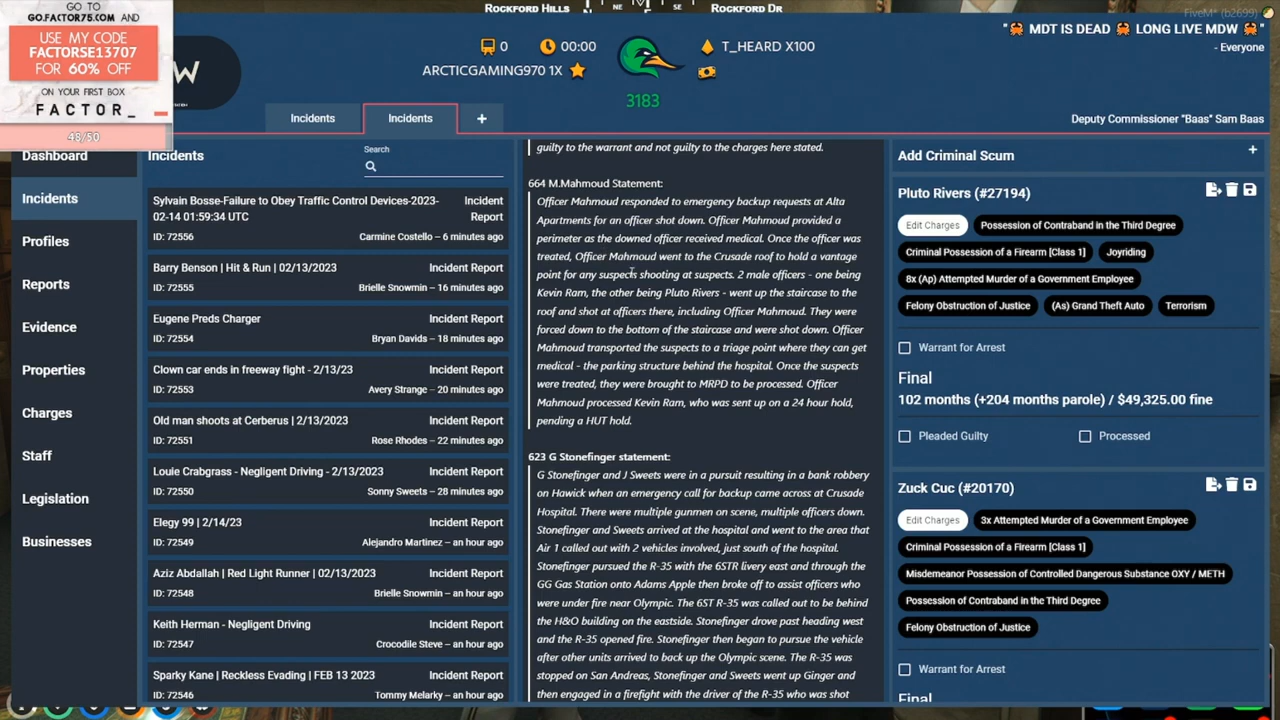 GO TO
GO.FACTOR75.COM AND
USE MY CODE
FACTORSE13707
FOR 60% OFF
ON YOUR FIRST BOX
FACTOR_
48/50
ROCKFORD HILLS
NE
SE
ROCKFORD DR
FiveM® (b2699)
W
0
00:00
ARCTICGAMING970 1X
3183
T_HEARD X100
" 🦀 MDT IS DEAD 🦀 LONG LIVE MDW 🦀 "
- Everyone
Incidents
Incidents
+
Deputy Commissioner "Baas" Sam Baas
Dashboard
Incidents
Profiles
Reports
Evidence
Properties
Charges
Staff
Legislation
Businesses
Incidents
Search
Sylvain Bosse-Failure to Obey Traffic Control Devices-2023-
02-14 01:59:34 UTC
Incident
Report
ID: 72556
Carmine Costello – 6 minutes ago
Barry Benson | Hit & Run | 02/13/2023
Incident Report
ID: 72555
Brielle Snowmin – 16 minutes ago
Eugene Preds Charger
Incident Report
ID: 72554
Bryan Davids – 18 minutes ago
Clown car ends in freeway fight - 2/13/23
Incident Report
ID: 72553
Avery Strange – 20 minutes ago
Old man shoots at Cerberus | 2/13/2023
Incident Report
ID: 72551
Rose Rhodes – 22 minutes ago
Louie Crabgrass - Negligent Driving - 2/13/2023
Incident Report
ID: 72550
Sonny Sweets – 28 minutes ago
Elegy 99 | 2/14/23
Incident Report
ID: 72549
Alejandro Martinez – an hour ago
Aziz Abdallah | Red Light Runner | 02/13/2023
Incident Report
ID: 72548
Brielle Snowmin – an hour ago
Keith Herman - Negligent Driving
Incident Report
ID: 72547
Crocodile Steve – an hour ago
Sparky Kane | Reckless Evading | FEB 13 2023
Incident Report
ID: 72546
Tommy Melarky – an hour ago
guilty to the warrant and not guilty to the charges here stated.
664 M.Mahmoud Statement:
Officer Mahmoud responded to emergency backup requests at Alta
Apartments for an officer shot down. Officer Mahmoud provided a
perimeter as the downed officer received medical. Once the officer was
treated, Officer Mahmoud went to the Crusade roof to hold a vantage
point for any suspects shooting at suspects. 2 male officers - one being
Kevin Ram, the other being Pluto Rivers - went up the staircase to the
roof and shot at officers there, including Officer Mahmoud. They were
forced down to the bottom of the staircase and were shot down. Officer
Mahmoud transported the suspects to a triage point where they can get
medical - the parking structure behind the hospital. Once the suspects
were treated, they were brought to MRPD to be processed. Officer
Mahmoud processed Kevin Ram, who was sent up on a 24 hour hold,
pending a HUT hold.
623 G Stonefinger statement:
G Stonefinger and J Sweets were in a pursuit resulting in a bank robbery
on Hawick when an emergency call for backup came across at Crusade
Hospital. There were multiple gunmen on scene, multiple officers down.
Stonefinger and Sweets arrived at the hospital and went to the area that
Air 1 called out with 2 vehicles involved, just south of the hospital.
Stonefinger pursued the R-35 with the 6STR livery east and through the
GG Gas Station onto Adams Apple then broke off to assist officers who
were under fire near Olympic. The 6ST R-35 was called out to be behind
the H&O building on the eastside. Stonefinger drove past heading west
and the R-35 opened fire. Stonefinger then began to pursue the vehicle
after other units arrived to back up the Olympic scene. The R-35 was
stopped on San Andreas, Stonefinger and Sweets went up Ginger and
then engaged in a firefight with the driver of the R-35 who was shot
Add Criminal Scum
+
Pluto Rivers (#27194)
Edit Charges
Possession of Contraband in the Third Degree
Criminal Possession of a Firearm [Class 1]
Joyriding
8x (Ap) Attempted Murder of a Government Employee
Felony Obstruction of Justice
(As) Grand Theft Auto
Terrorism
Warrant for Arrest
Final
102 months (+204 months parole) / $49,325.00 fine
Pleaded Guilty
Processed
Zuck Cuc (#20170)
Edit Charges
3x Attempted Murder of a Government Employee
Criminal Possession of a Firearm [Class 1]
Misdemeanor Possession of Controlled Dangerous Substance OXY / METH
Possession of Contraband in the Third Degree
Felony Obstruction of Justice
Warrant for Arrest
Final